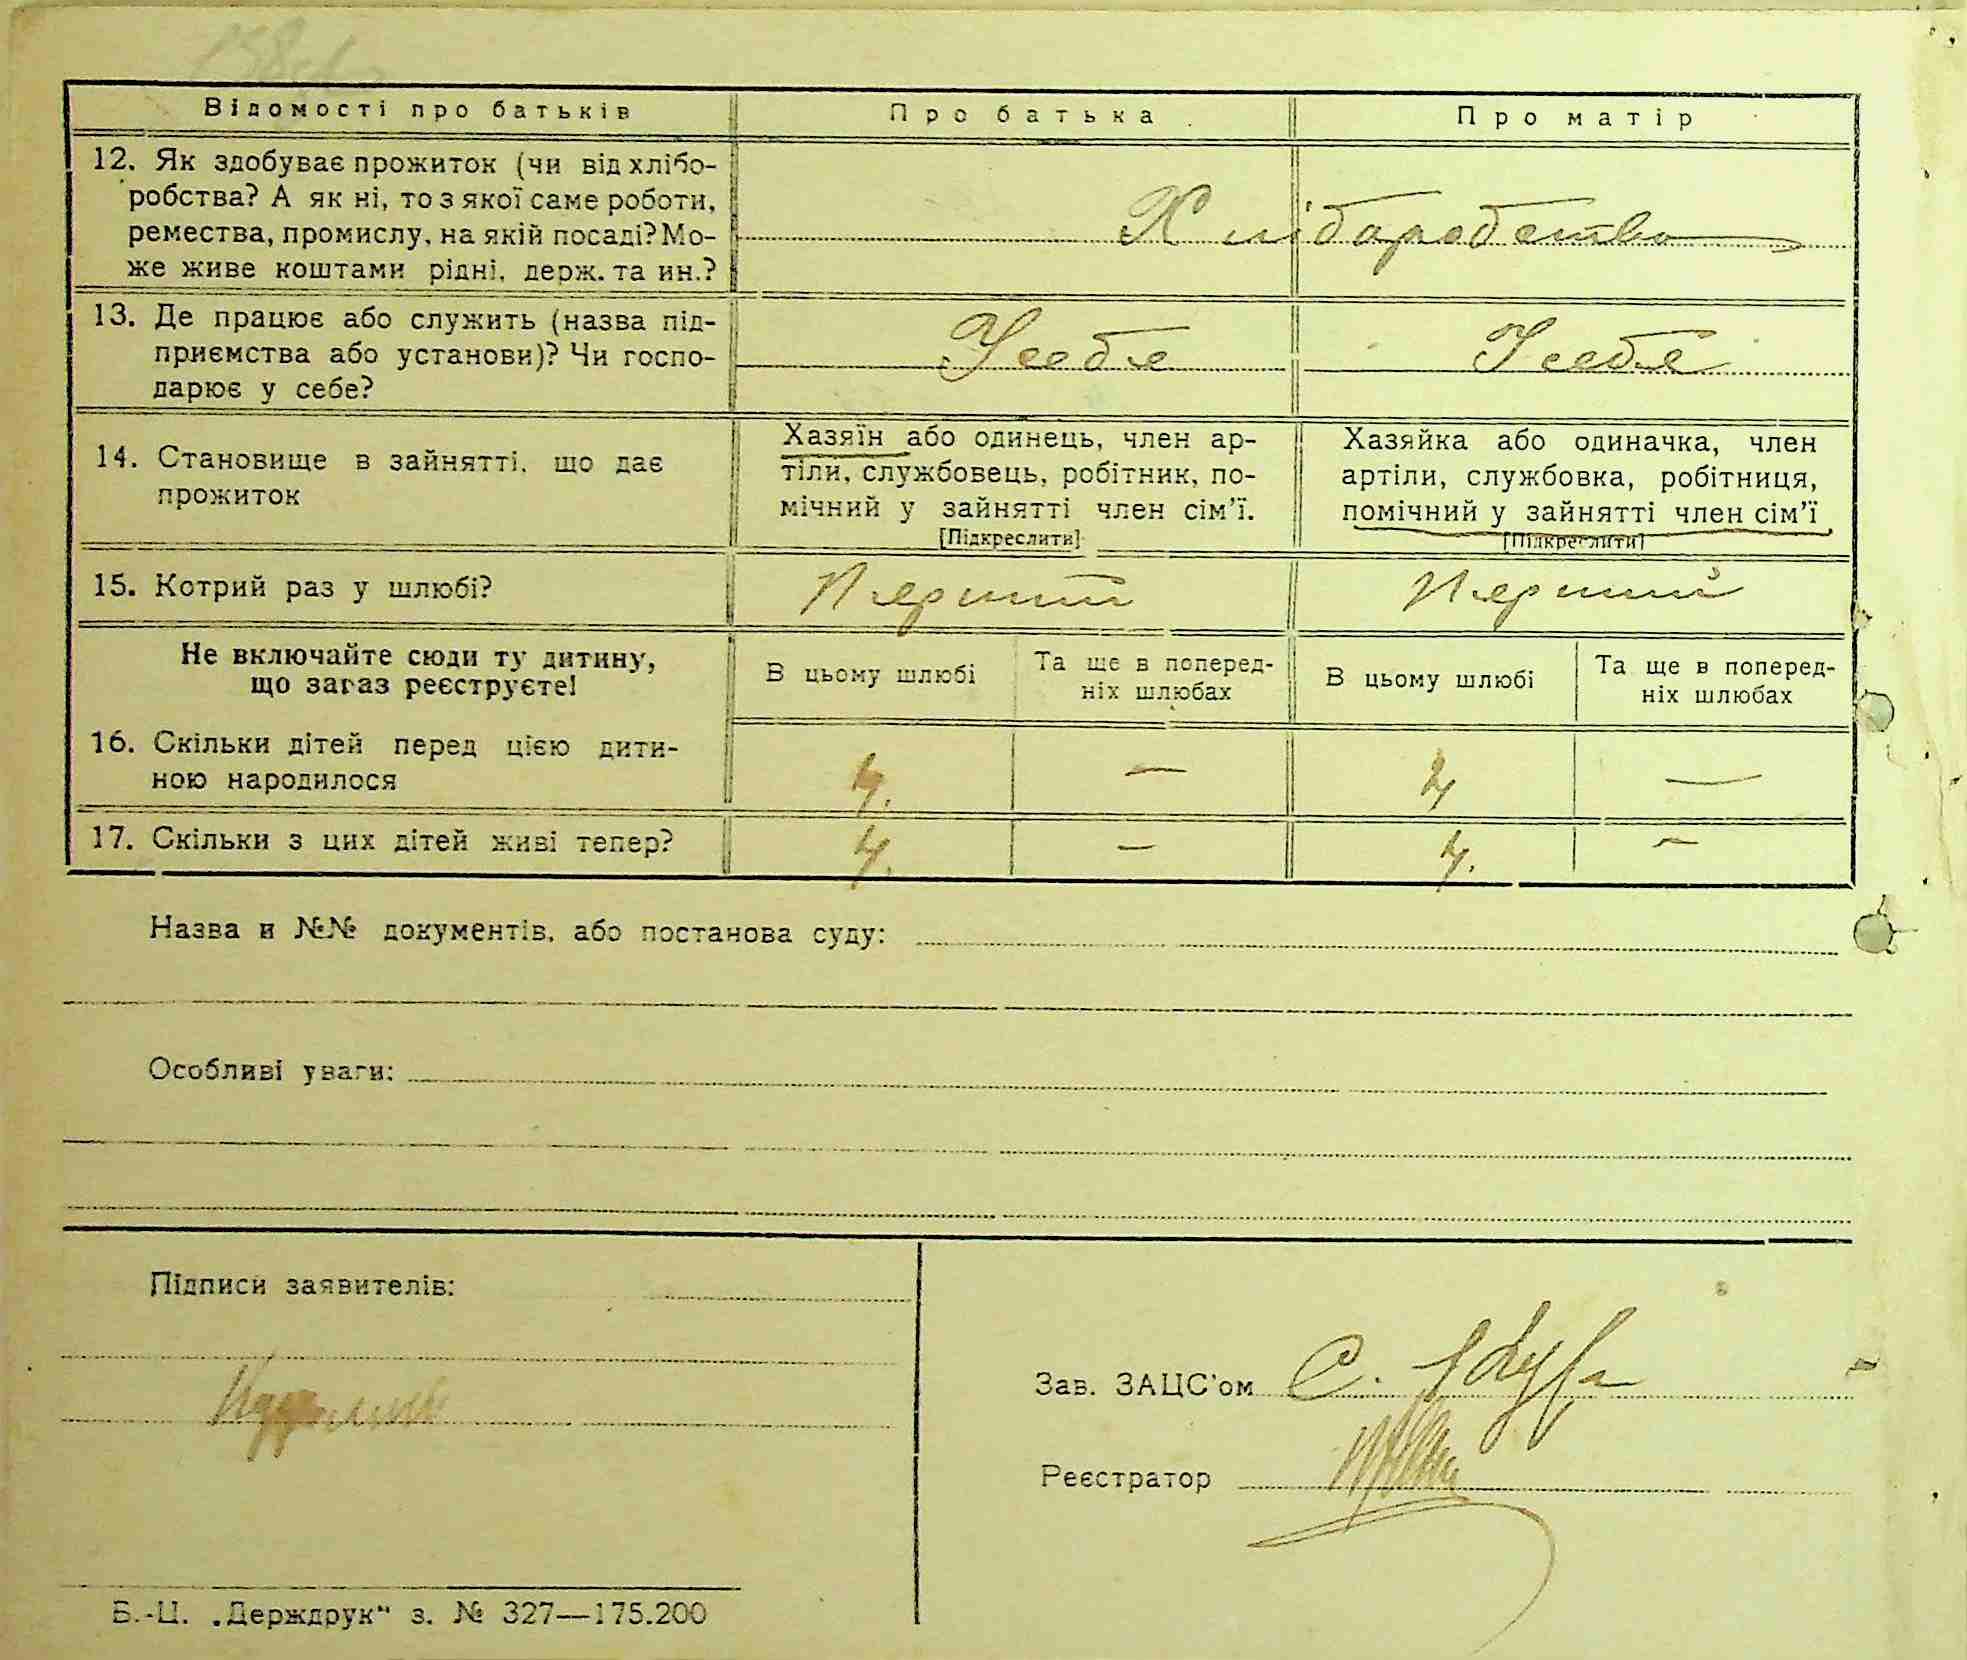 Відомості про батьків Про батька Про матір
12. Як здобуває прожиток (чи від хлібо-
робства? А як ні, то з якої саме роботи,
ремества, промислу, на якій посаді? Мо-
же живе коштами рідні, держ. та ин.?
Хліборобство
13. Де працює або служить (назва під-
приємства або установи)? Чи госпо-
дарює у себе?
У себе У себе
14. Становище в зайнятті, що дає
прожиток
Хазяїн або одинець, член ар-
тіли, службовець, робітник, по-
мічний у зайнятті член сім'ї.
[Підкреслити]
Хазяйка або одиначка, член
артіли, службовка, робітниця,
помічний у зайнятті член сім'ї
[Підкреслити]
15. Котрий раз у шлюбі? Перший Перший
Не включайте сюди ту дитину,
що зараз реєструєте!
В цьому шлюбі
Та ще в поперед-
ніх шлюбах
В цьому шлюбі
Та ще в поперед-
ніх шлюбах
16. Скільки дітей перед цією дити-
ною народилося
4. — 4 —
17. Скільки з цих дітей живі тепер? 4. — 4. —
Назва и №№ документів, або постанова суду:
Особливі уваги:
Підписи заявителів:
Зав. ЗАЦС'ом С.
Реєстратор
Б.-Ц. „Держдрук“ з. № 327—175.200